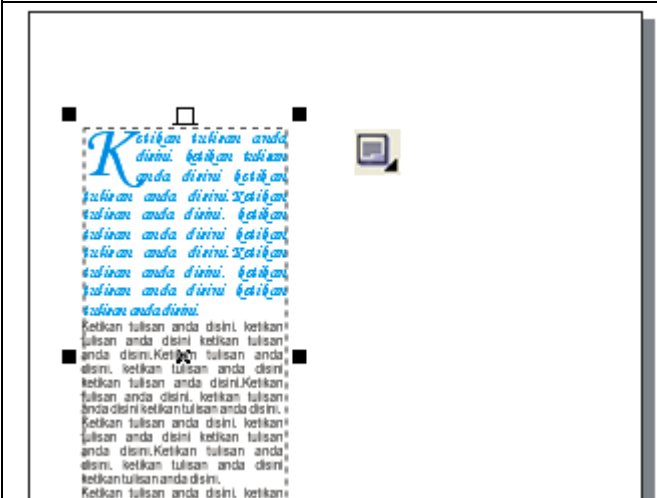 Ketikan tulisan anda
disini. ketikan tulisan
anda disini ketikan
tulisan anda disini.Ketikan
tulisan anda disini. ketikan
tulisan anda disini ketikan
tulisan anda disini.Ketikan
tulisan anda disini. ketikan
tulisan anda disini ketikan
tulisan anda disini.
Ketikan tulisan anda disini. ketikan
tulisan anda disini ketikan tulisan
anda disini.Ketikan tulisan anda
disini. ketikan tulisan anda disini
ketikan tulisan anda disini.Ketikan
tulisan anda disini. ketikan tulisan
anda disini ketikan tulisan anda disini.
Ketikan tulisan anda disini. ketikan
tulisan anda disini ketikan tulisan
anda disini.Ketikan tulisan anda
disini. ketikan tulisan anda disini
ketikan tulisan anda disini.
Ketikan tulisan anda disini. ketikan